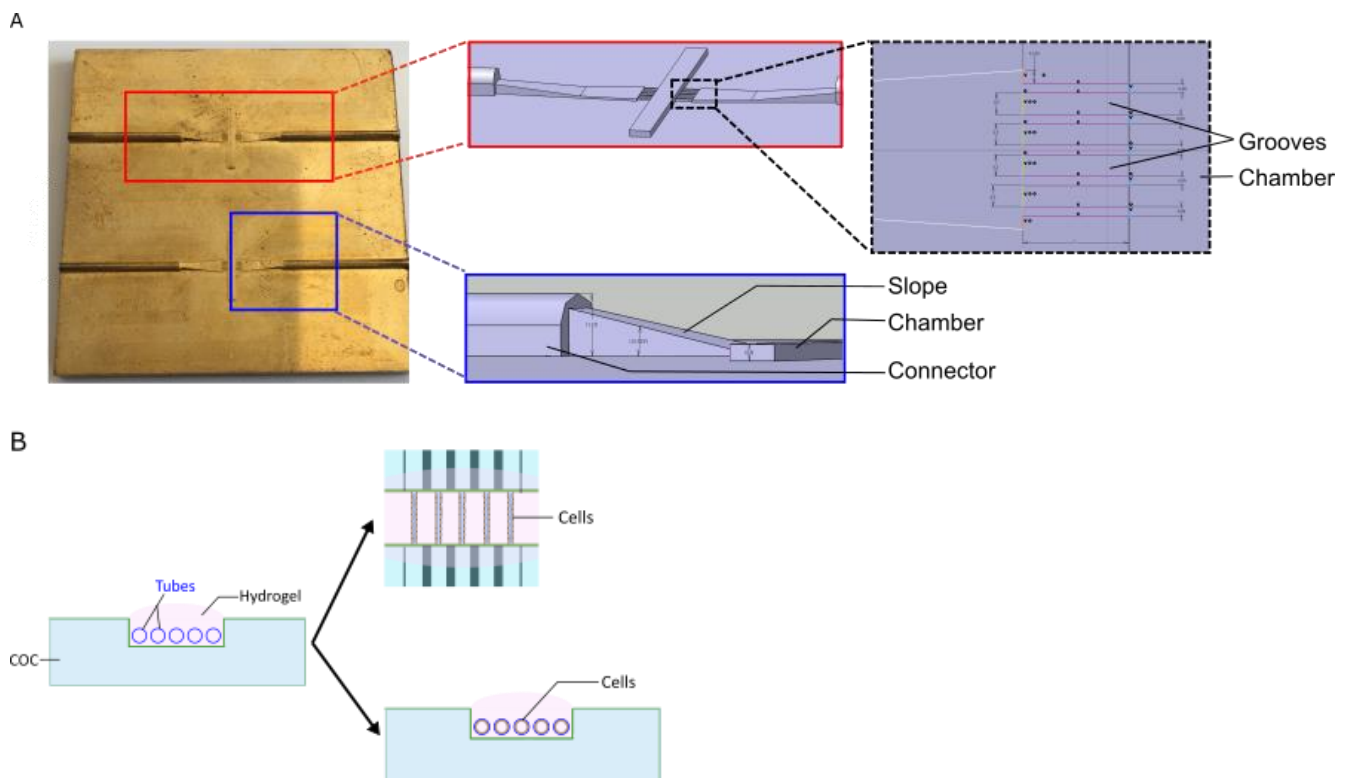 A
Grooves
Chamber
Slope
Chamber
Connector
B
Cells
Tubes
Hydrogel
COC
Cells